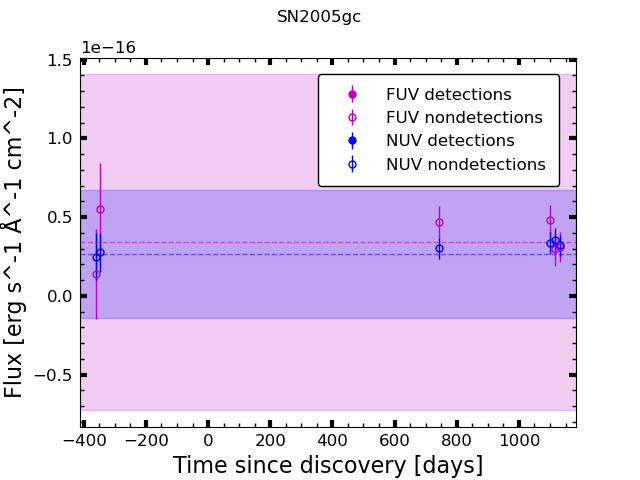 SN2005gc
1e−16
1.5
1.0
0.5
0.0
−0.5
Flux [erg s^-1 Å^-1 cm^-2]
FUV detections
FUV nondetections
NUV detections
NUV nondetections
−400 −200 0 200 400 600 800 1000
Time since discovery [days]